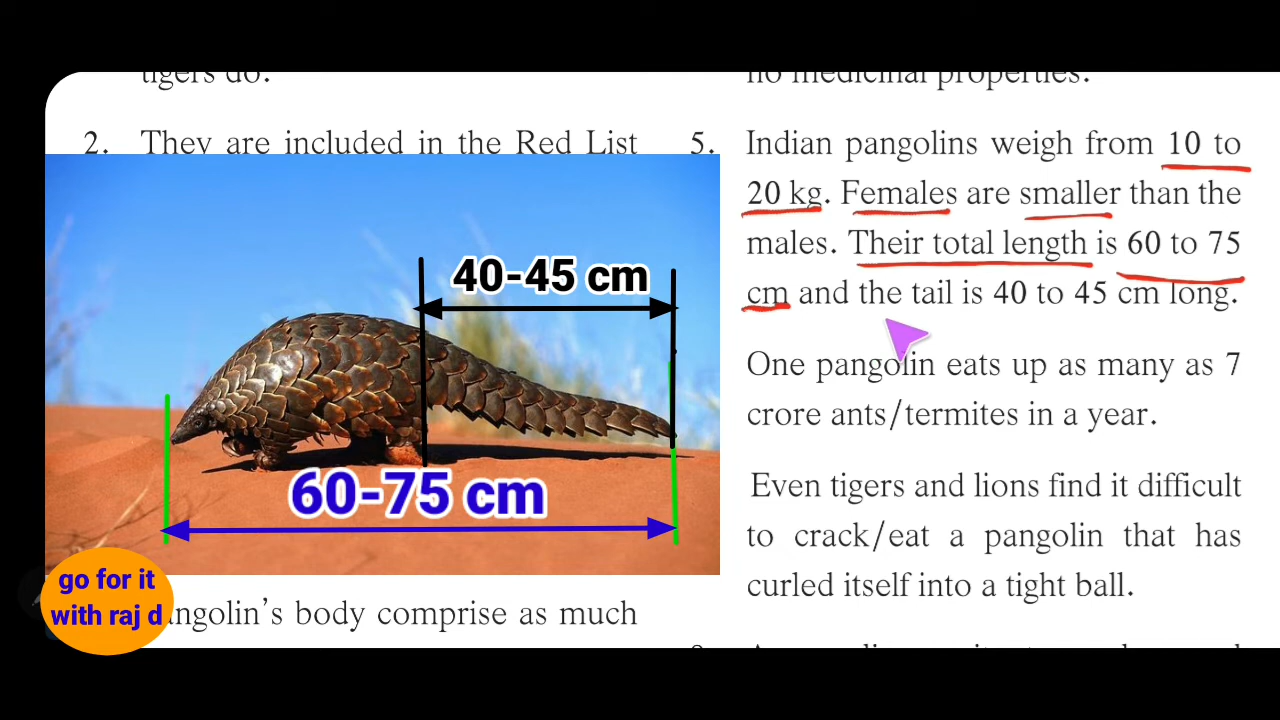 tigers do.
2. They are included in the Red List
40-45 cm
60-75 cm
go for it
with raj d
angolin's body comprise as much
no medicinal properties.
5. Indian pangolins weigh from 10 to
20 kg. Females are smaller than the
males. Their total length is 60 to 75
cm and the tail is 40 to 45 cm long.
One pangolin eats up as many as 7
crore ants/termites in a year.
Even tigers and lions find it difficult
to crack/eat a pangolin that has
curled itself into a tight ball.